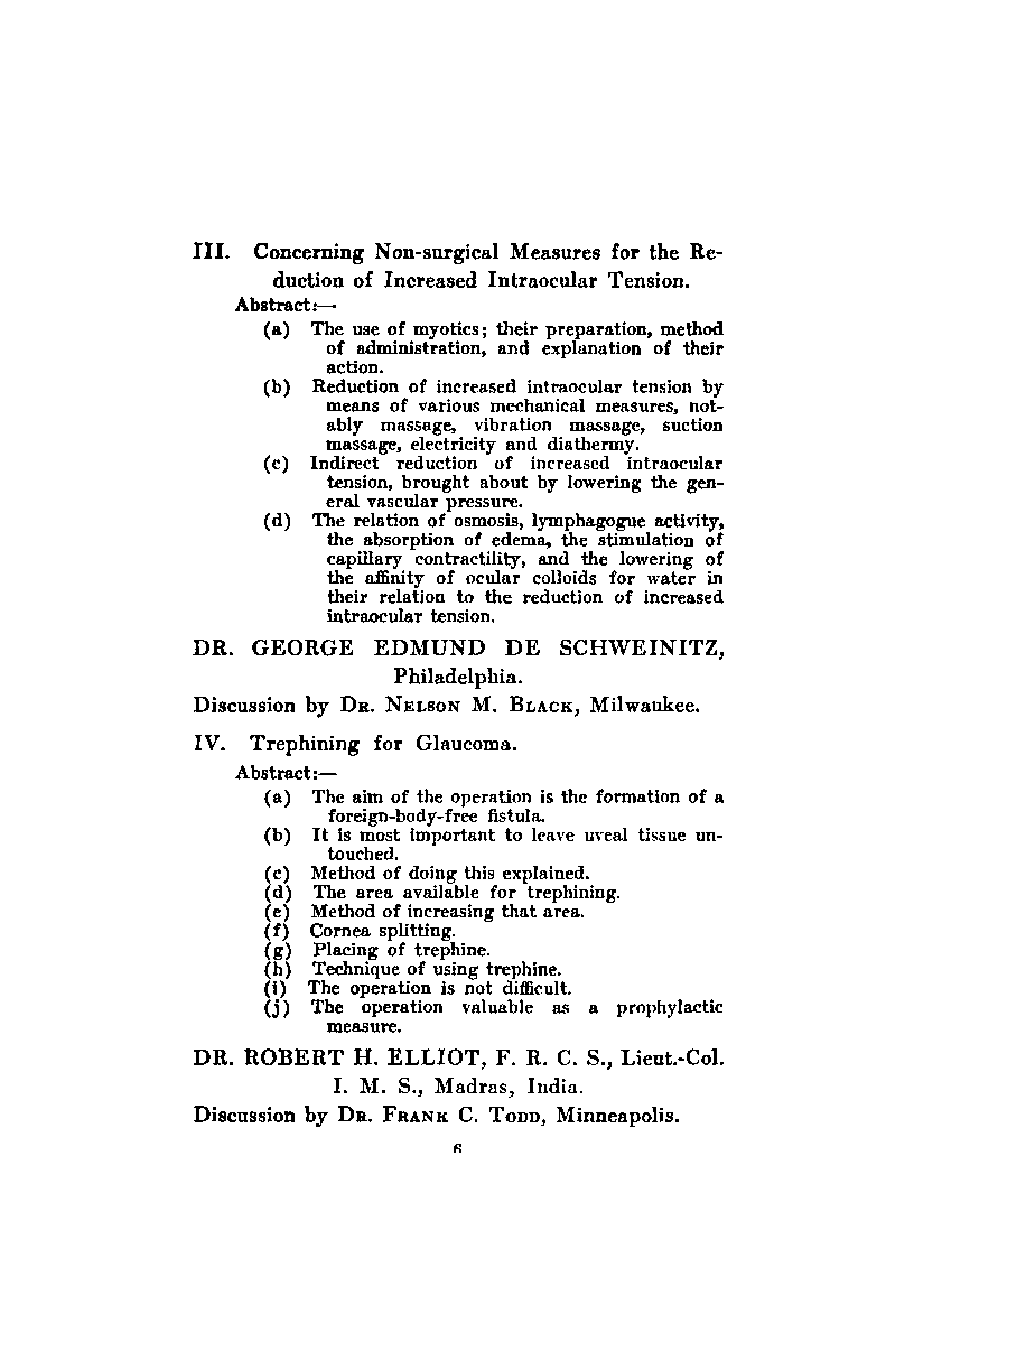 III. Concerning Non-surgical Measures for the Re-
duction of Increased Intraocular Tension.
Abstract:—
(a) The use of myotics; their preparation, method
of administration, and explanation of their
action.
(b) Reduction of increased intraocular tension by
means of various mechanical measures, not-
ably massage, vibration massage, suction
massage, electricity and diathermy.
(c) Indirect reduction of increased intraocular
tension, brought about by lowering the gen-
eral vascular pressure.
(d) The relation of osmosis, lymphagogue activity,
the absorption of edema, the stimulation of
capillary contractility, and the lowering of
the affinity of ocular colloids for water in
their relation to the reduction of increased
intraocular tension.
DR. GEORGE EDMUND DE SCHWEINITZ,
Philadelphia.
Discussion by DR. NELSON M. BLACK, Milwaukee.
IV. Trephining for Glaucoma.
Abstract:—
(a) The aim of the operation is the formation of a
foreign-body-free fistula.
(b) It is most important to leave uveal tissue un-
touched.
(c) Method of doing this explained.
(d) The area available for trephining.
(e) Method of increasing that area.
(f) Cornea splitting.
(g) Placing of trephine.
(h) Technique of using trephine.
(i) The operation is not difficult.
(j) The operation valuable as a prophylactic
measure.
DR. ROBERT H. ELLIOT, F. R. C. S., Lieut.-Col.
I. M. S., Madras, India.
Discussion by DR. FRANK C. TODD, Minneapolis.
6